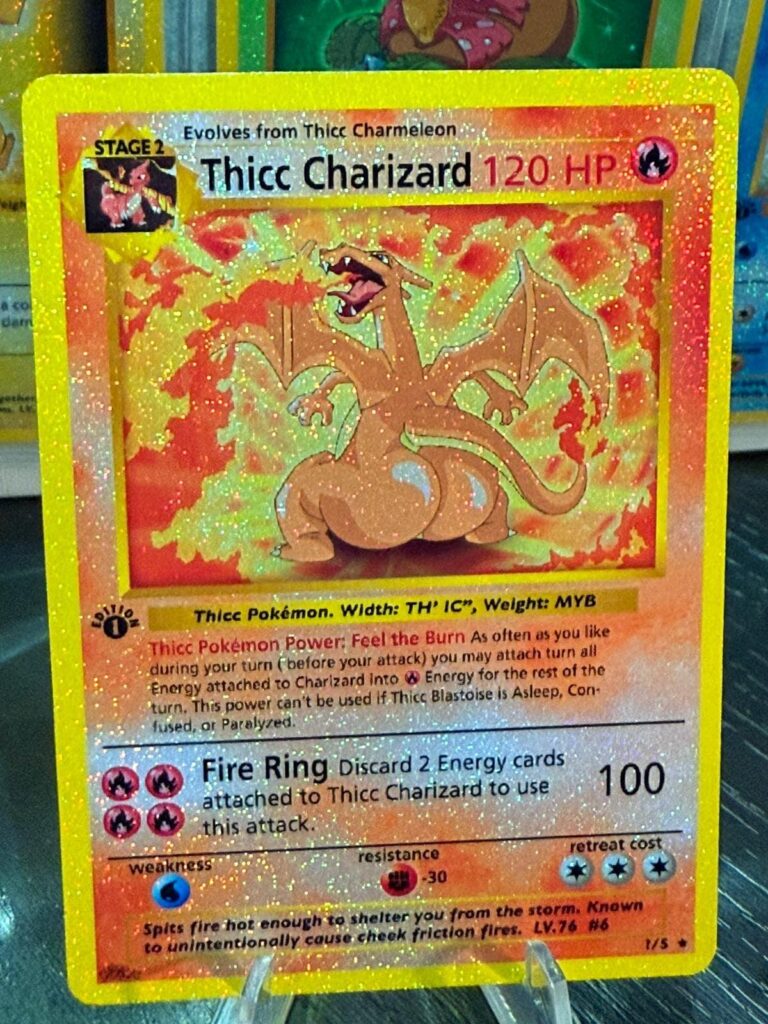 Evolves from Thicc Charmeleon
STAGE 2
Thicc Charizard 120 HP
Thicc Pokémon. Width: TH' IC”, Weight: MYB
EDITION
1
Thicc Pokémon Power: Feel the Burn As often as you like
during your turn ( before your attack) you may attach turn all
Energy attached to Charizard into Energy for the rest of the
turn. This power can't be used if Thicc Blastoise is Asleep, Con-
fused, or Paralyzed.
Fire Ring Discard 2 Energy cards
attached to Thicc Charizard to use
this attack.
100
weakness
resistance
-30
retreat cost
Spits fire hot enough to shelter you from the storm. Known
to unintentionally cause cheek friction fires. LV.76 #6
1/5